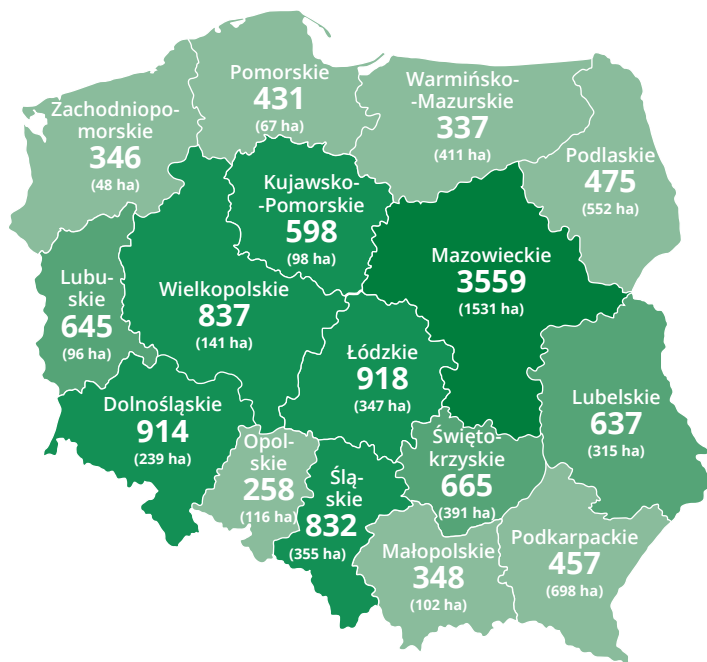 Pomorskie
431
(67 ha)
Warmińsko-
-Mazurskie
337
(411 ha)
Zachodniopo-
morskie
346
(48 ha)
Podlaskie
475
(552 ha)
Kujawsko-
-Pomorskie
598
(98 ha)
Mazowieckie
3559
(1531 ha)
Lubu-
skie
645
(96 ha)
Wielkopolskie
837
(141 ha)
Łódzkie
918
(347 ha)
Dolnośląskie
914
(239 ha)
Lubelskie
637
(315 ha)
Opol-
skie
258
(116 ha)
Ślą-
skie
832
(355 ha)
Święto-
krzyskie
665
(391 ha)
Małopolskie
348
(102 ha)
Podkarpackie
457
(698 ha)